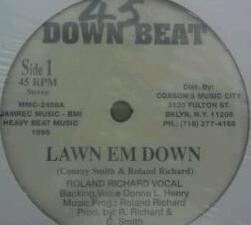 45
DOWN BEAT
Side 1
45 RPM
Stereo
Dist. By:
COXSON'S MUSIC CITY
3135 FULTON ST.
BKLYN, N.Y. 11208
PH.: (718) 277-4166
MMC-2498A
JAMREC MUSIC - BMI
HEAVY BEAT MUSIC
1996
LAWN EM DOWN
(Conroy Smith & Roland Richard)
ROLAND RICHARD VOCAL
Backing Voice Donna L. Henry
Music Prog.: Roland Richard
Prod. by: R. Richard &
C. Smith